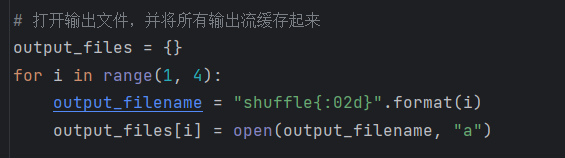 # 打开输出文件，并将所有输出流缓存起来
output_files = {}
for i in range(1, 4):
    output_filename = "shuffle{:02d}".format(i)
    output_files[i] = open(output_filename, "a")